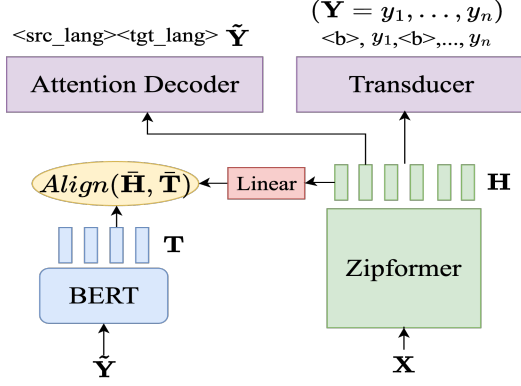 (Y = y₁, . . . , yₙ)
<src_lang><tgt_lang> Ỹ
<b>, y₁,<b>,..., yₙ
Attention Decoder
Transducer
Align(H̄, T̄)
Linear
H
T
Zipformer
BERT
Ỹ
X